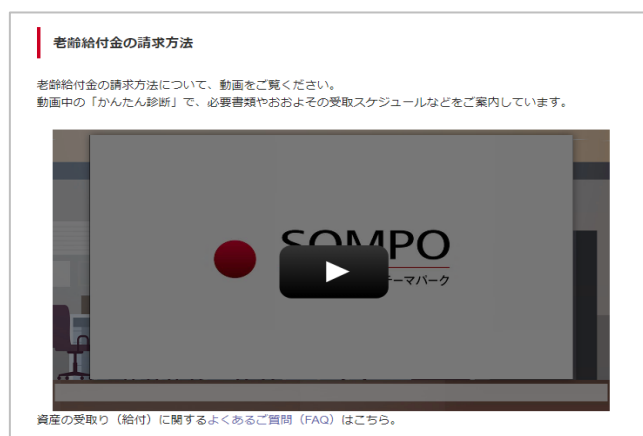 老齢給付金の請求方法
老齢給付金の請求方法について、動画をご覧ください。
動画中の「かんたん診断」で、必要書類やおおよその受取スケジュールなどをご案内しています。
SOMPO
ーマパーク
資産の受取り（給付）に関するよくあるご質問（FAQ）はこちら。